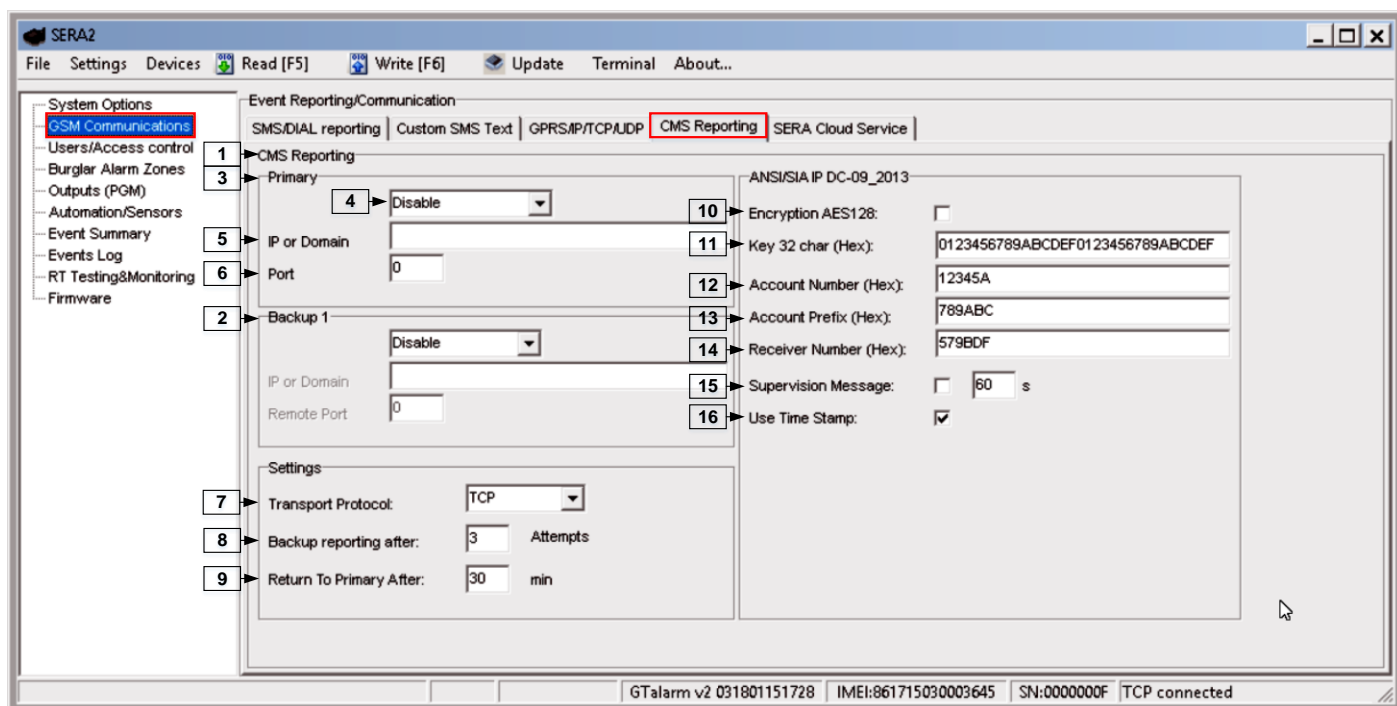 SERA2
File Settings Devices Read [F5] Write [F6] Update Terminal About...
System Options
GSM Communications
Users/Access control
Burglar Alarm Zones
Outputs (PGM)
Automation/Sensors
Event Summary
Events Log
RT Testing&Monitoring
Firmware
Event Reporting/Communication
SMS/DIAL reporting Custom SMS Text GPRS/IP/TCP/UDP CMS Reporting SERA Cloud Service
1 CMS Reporting
3 Primary
4 Disable
5 IP or Domain
6 Port 0
2 Backup 1
Disable
IP or Domain
Remote Port 0
Settings
7 Transport Protocol: TCP
8 Backup reporting after: 3 Attempts
9 Return To Primary After: 30 min
ANSI/SIA IP DC-09_2013
10 Encryption AES128:
11 Key 32 char (Hex): 0123456789ABCDEF0123456789ABCDEF
12 Account Number (Hex): 12345A
13 Account Prefix (Hex): 789ABC
14 Receiver Number (Hex): 579BDF
15 Supervision Message: 60 s
16 Use Time Stamp:
GTalarm v2 031801151728 IMEI:861715030003645 SN:0000000F TCP connected